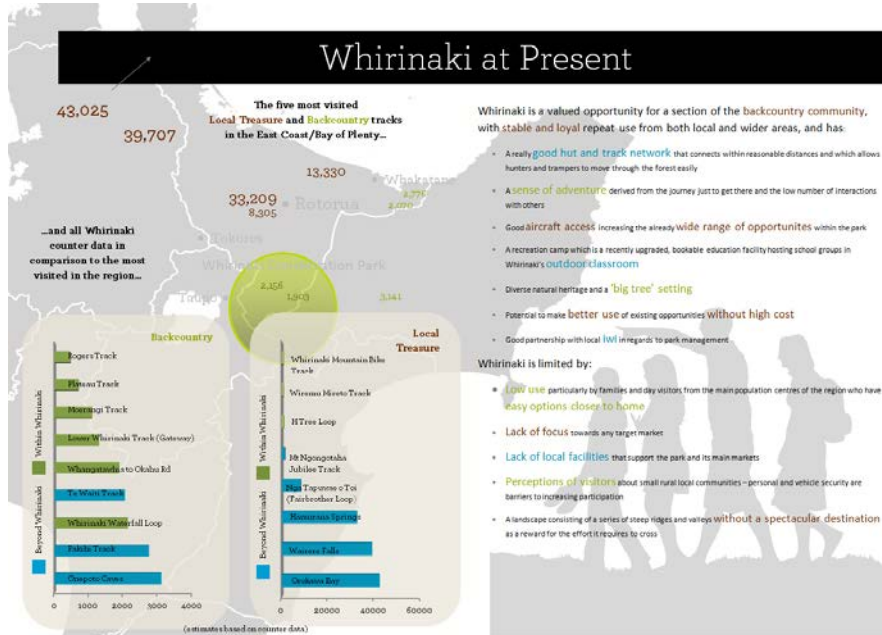 Whirinaki at Present
43,025
39,707
The five most visited
Local Treasure and Backcountry tracks
in the East Coast/Bay of Plenty...
13,330
Whakatane
2,776
2,070
33,209
8,305
Rotorua
Tokoroa
...and all Whirinaki
counter data in
comparison to the most
visited in the region...
Whirinaki Conservation Park
Taupo
2,156
1,903
3,141
Backcountry
Within Whirinaki
Beyond Whirinaki
Rogers Track
Plateau Track
Moerangi Track
Lower Whirinaki Track (Gateway)
Whangatawhia to Okahu Rd
Te Waiti Track
Whirinaki Waterfall Loop
Pakihi Track
Onepoto Caves
0 1000 2000 3000 4000
Local
Treasure
Within Whirinaki
Beyond Whirinaki
Whirinaki Mountain Bike
Track
Wiremu Mereto Track
H Tree Loop
Mt Ngongotaha
Jubilee Track
Nga Tapuwae o Toi
(Fairbrother Loop)
Hamurana Springs
Wairere Falls
Orokawa Bay
0 20000 40000 60000
(estimates based on counter data)
Whirinaki is a valued opportunity for a section of the backcountry community,
with stable and loyal repeat use from both local and wider areas, and has:
• A really good hut and track network that connects within reasonable distances and which allows
hunters and trampers to move through the forest easily
• A sense of adventure derived from the journey just to get there and the low number of interactions
with others
• Good aircraft access increasing the already wide range of opportunites within the park
• A recreation camp which is a recently upgraded, bookable education facility hosting school groups in
Whirinaki's outdoor classroom
• Diverse natural heritage and a 'big tree' setting
• Potential to make better use of existing opportunities without high cost
• Good partnership with local iwi in regards to park management
Whirinaki is limited by:
• Low use particularly by families and day visitors from the main population centres of the region who have
easy options closer to home
• Lack of focus towards any target market
• Lack of local facilities that support the park and its main markets
• Perceptions of visitors about small rural local communities – personal and vehicle security are
barriers to increasing participation
• A landscape consisting of a series of steep ridges and valleys without a spectacular destination
as a reward for the effort it requires to cross